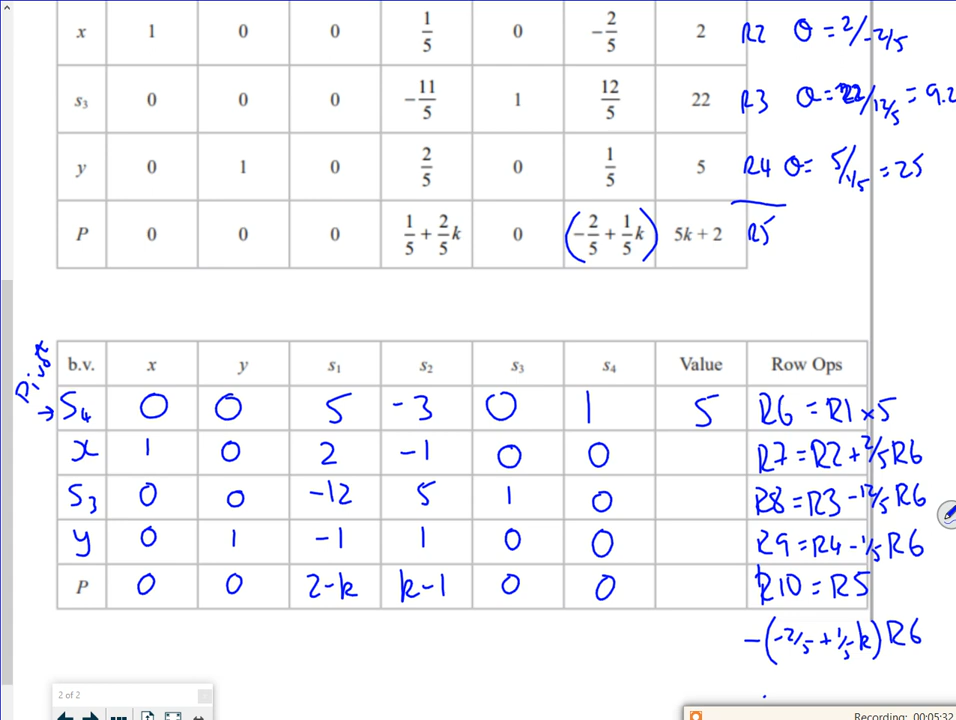 x 1 0 0 1/5 0 -2/5 2 R2 θ = 2/-2/5
s₃ 0 0 0 -11/5 1 12/5 22 R3 θ = 22/12/5 = 9.2
y 0 1 0 2/5 0 1/5 5 R4 θ = 5/1/5 = 25
P 0 0 0 1/5 + 2/5k 0 (-2/5 + 1/5k) 5k + 2 R5
Pivot →
b.v. x y s₁ s₂ s₃ s₄ Value Row Ops
S₄ 0 0 5 -3 0 1 5 R6 = R1 × 5
x 1 0 2 -1 0 0 R7 = R2 + 2/5 R6
S₃ 0 0 -12 5 1 0 R8 = R3 - 12/5 R6
y 0 1 -1 1 0 0 R9 = R4 - 1/5 R6
P 0 0 2-k k-1 0 0 R10 = R5
-(-2/5 + 1/5 k) R6
2 of 2
Recording: 00:05:32